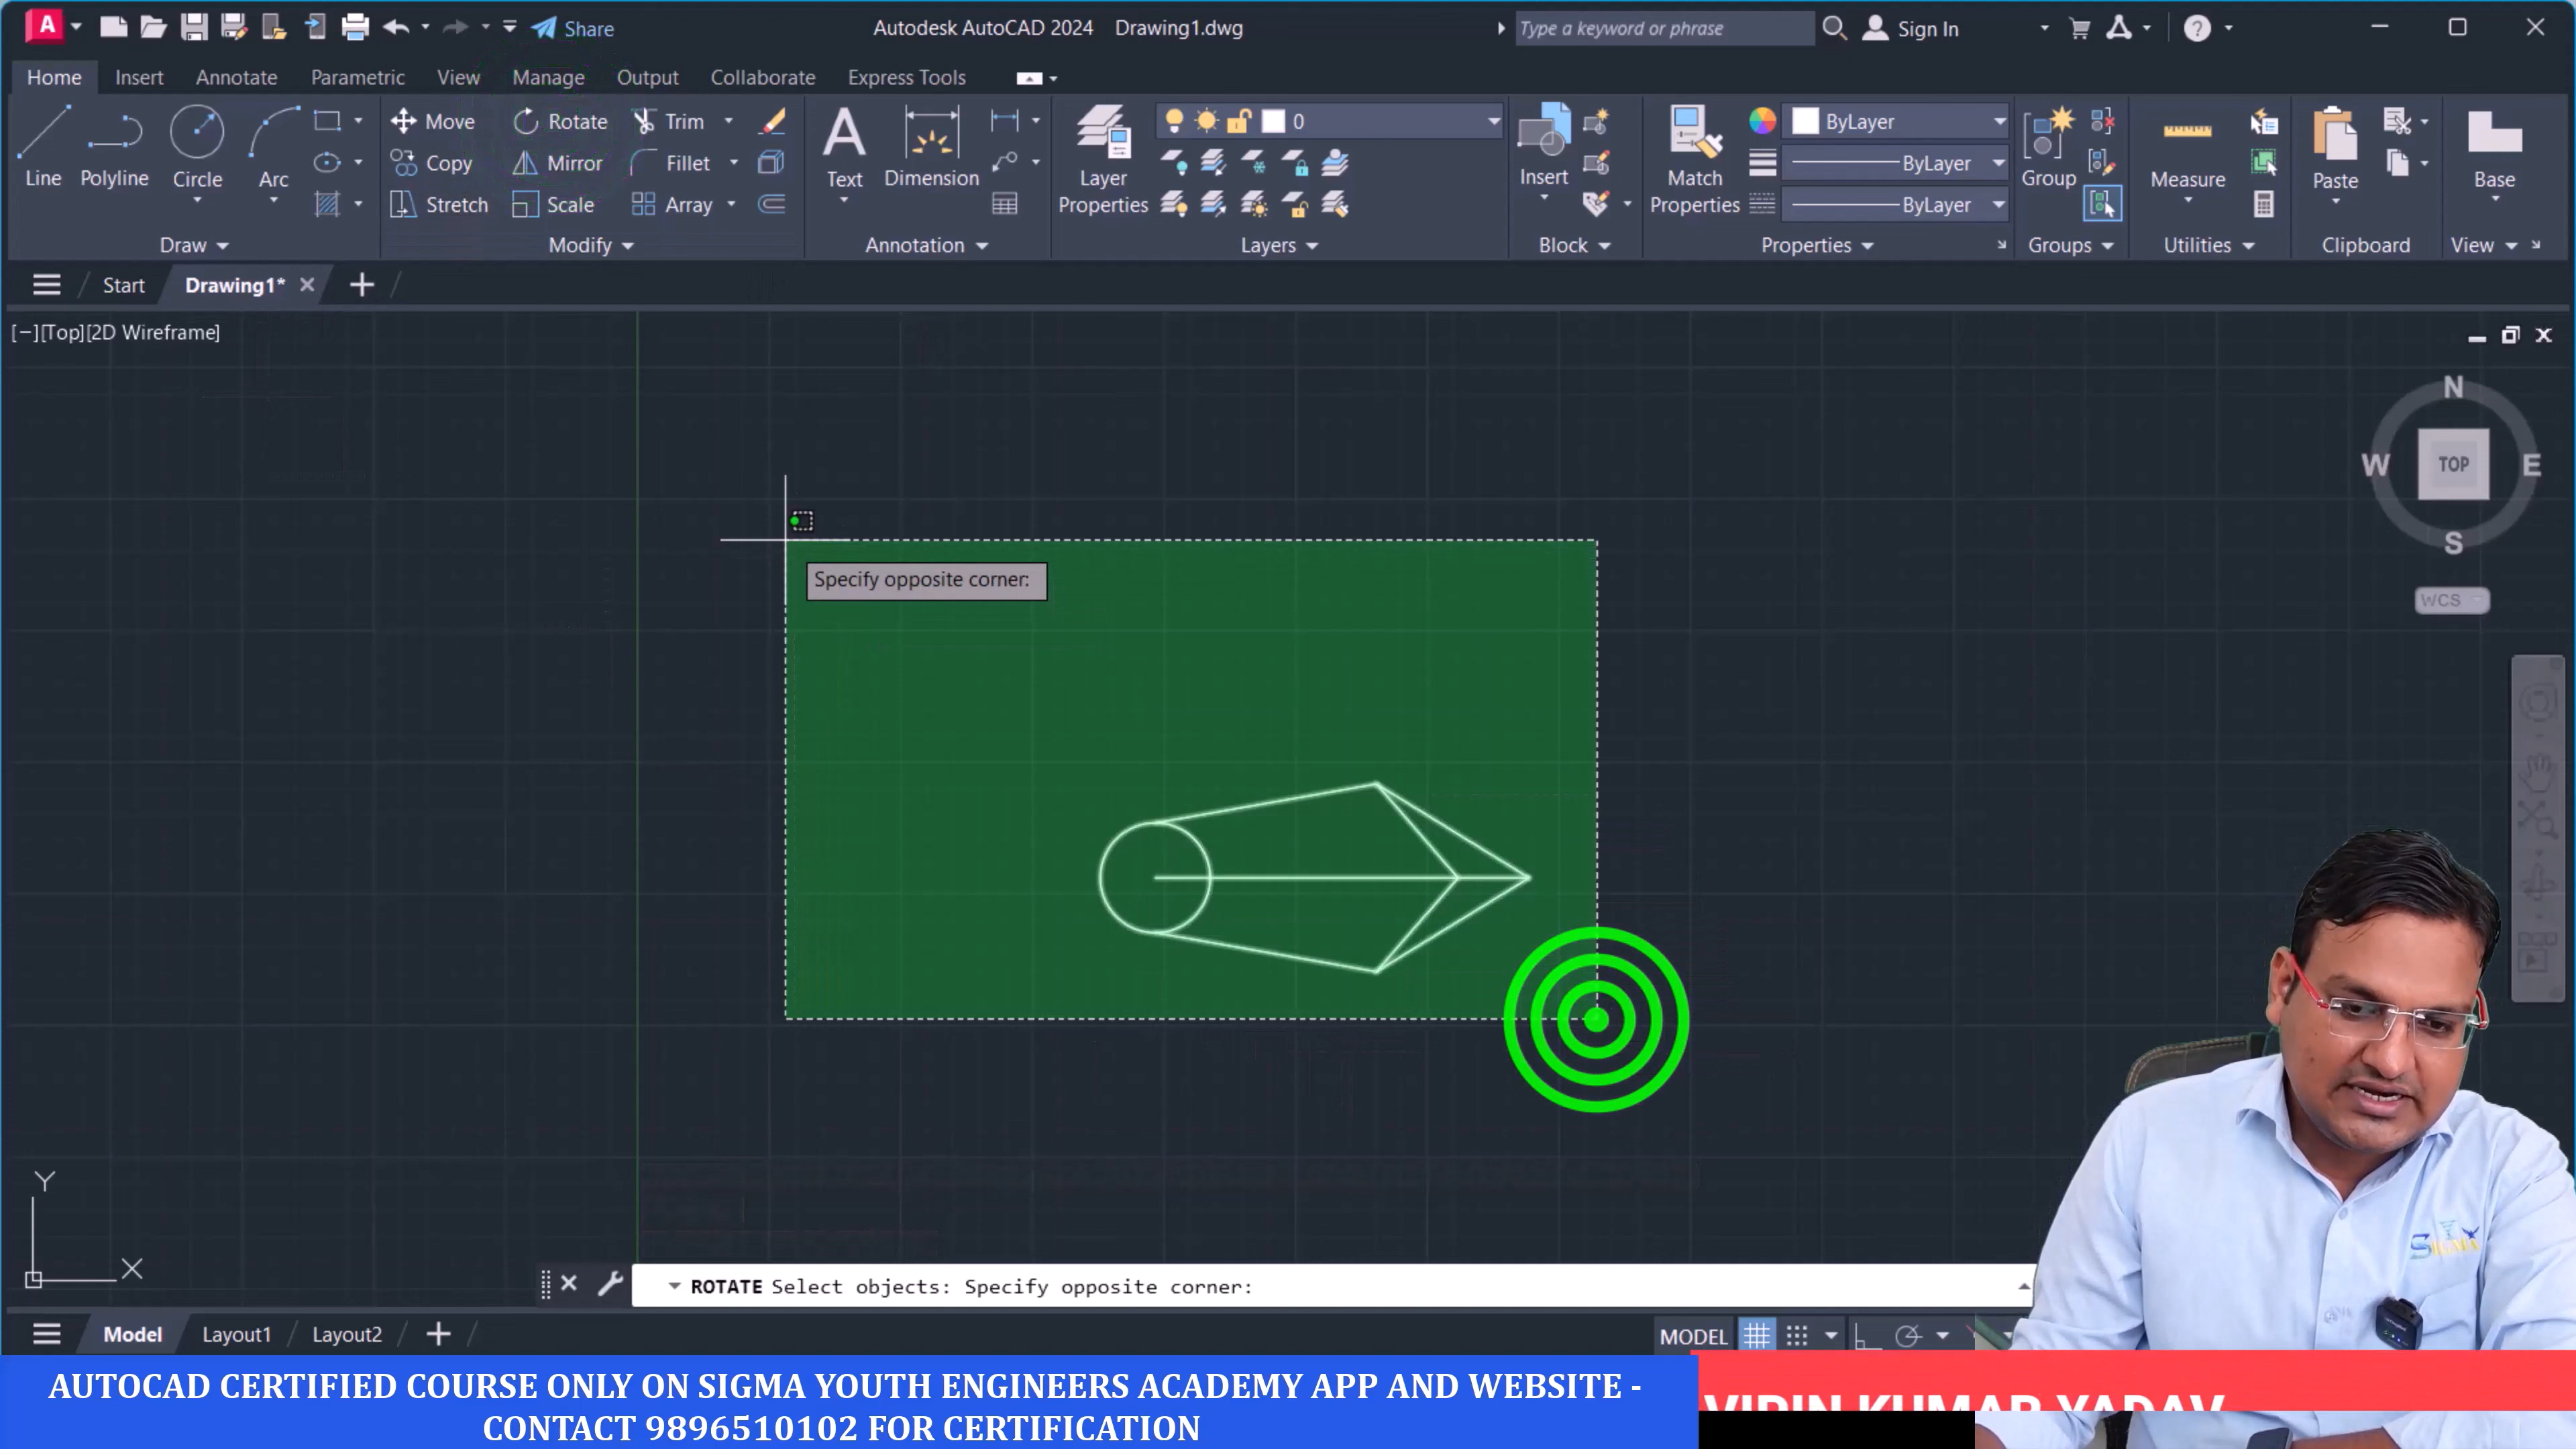 A Share Autodesk AutoCAD 2024 Drawing1.dwg Type a keyword or phrase Sign In ?
Home Insert Annotate Parametric View Manage Output Collaborate Express Tools
Move Rotate Trim 0 ByLayer
Copy Mirror Fillet ByLayer
Line Polyline Circle Arc A Text Dimension Layer Insert Match Group Measure Paste Base
Stretch Scale Array Properties Properties ByLayer
Draw Modify Annotation Layers Block Properties Groups Utilities Clipboard View
Start Drawing1*
[−][Top][2D Wireframe]
N
W TOP E
S
WCS
Specify opposite corner:
Y
X
ROTATE Select objects: Specify opposite corner:
Model Layout1 Layout2 MODEL
AUTOCAD CERTIFIED COURSE ONLY ON SIGMA YOUTH ENGINEERS ACADEMY APP AND WEBSITE -
CONTACT 9896510102 FOR CERTIFICATION
VIPIN KUMAR YADAV
SIGMA